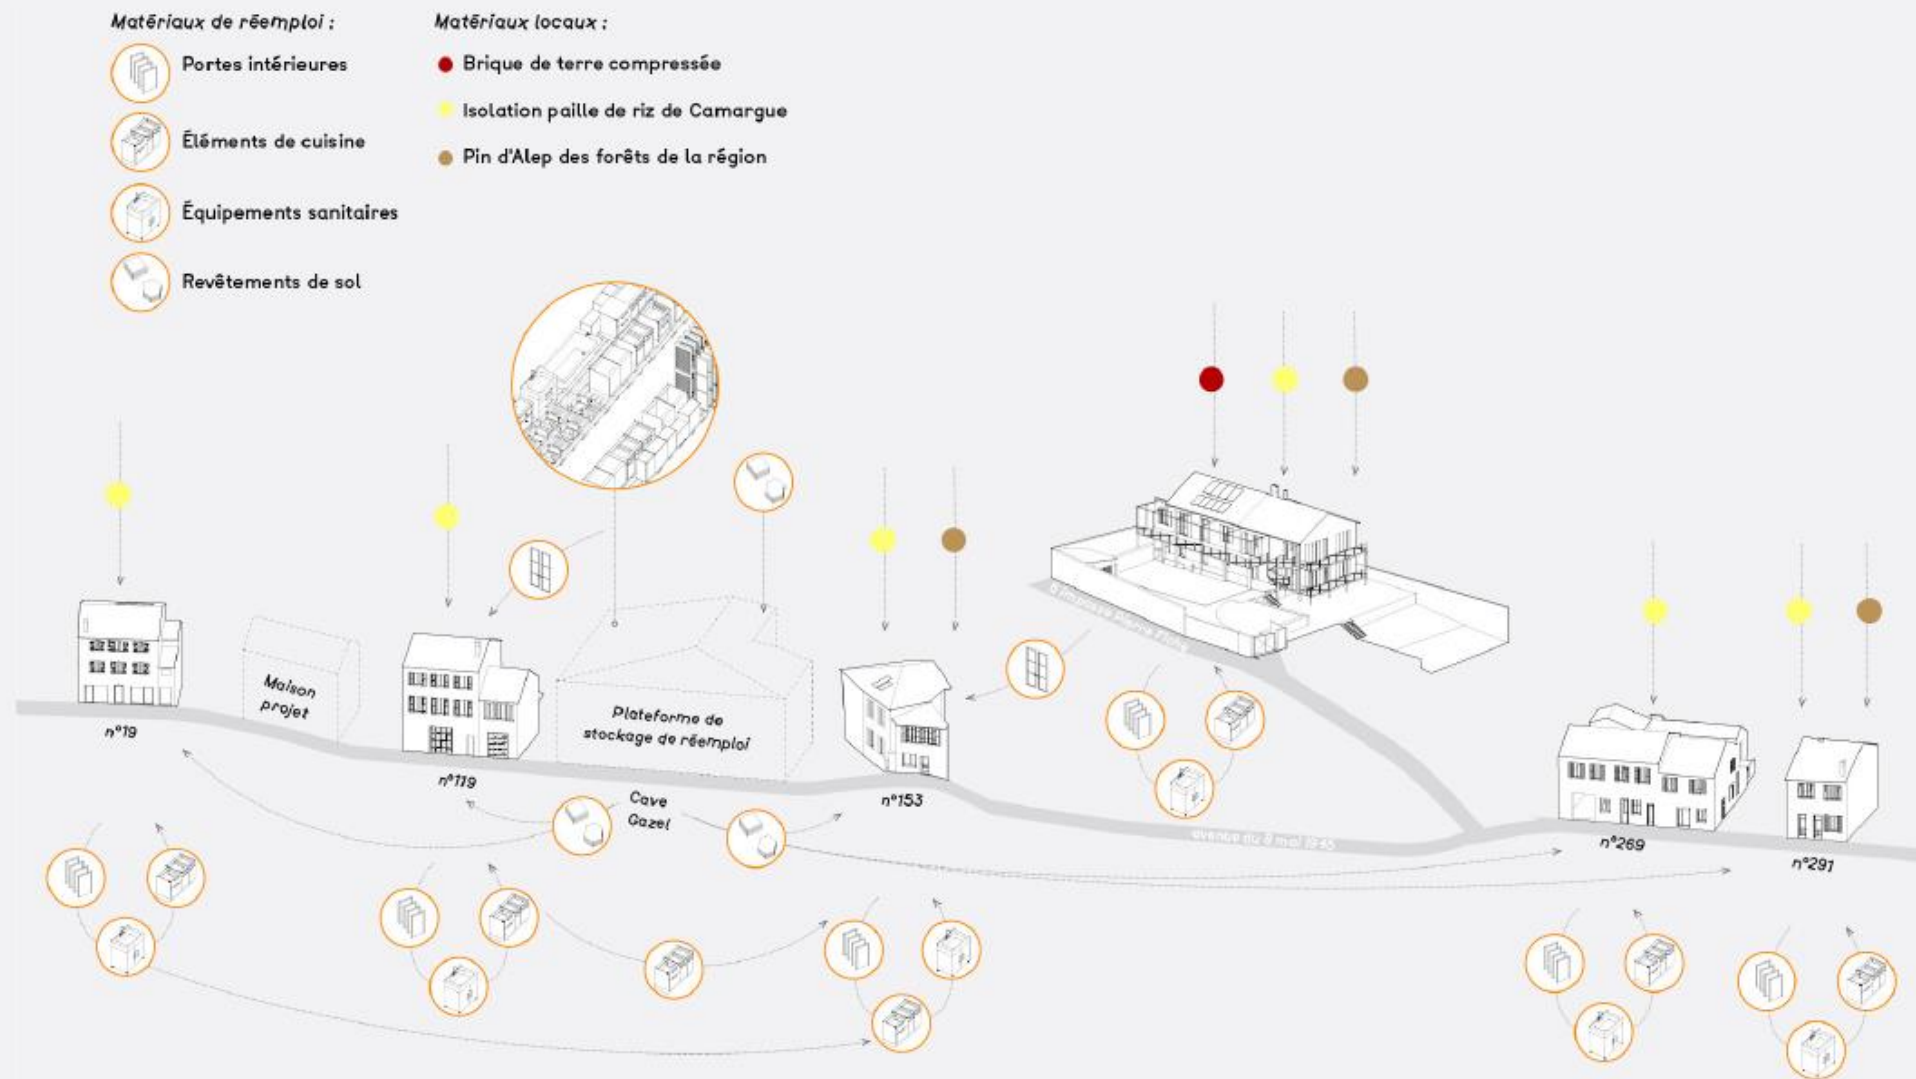 Matériaux de réemploi :
Portes intérieures
Éléments de cuisine
Équipements sanitaires
Revêtements de sol
Matériaux locaux :
Brique de terre compressée
Isolation paille de riz de Camargue
Pin d'Alep des forêts de la région
n°19
Maison
projet
n°119
Plateforme de
stockage de réemploi
Cave
Gazel
n°153
avenue du 8 mai 1945
n°269
n°291